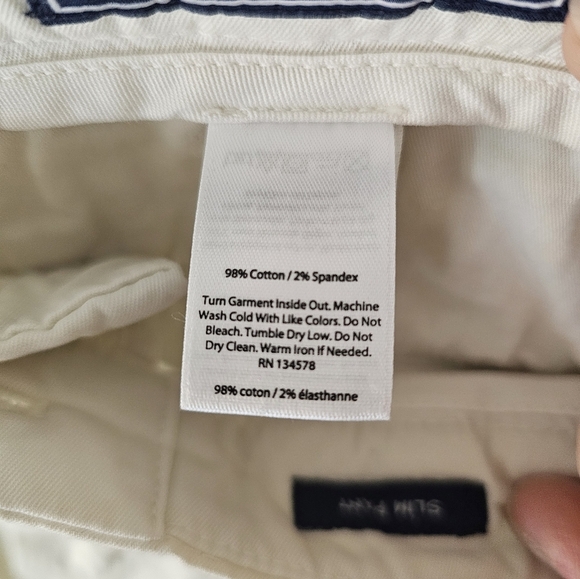 98% Cotton / 2% Spandex
Turn Garment Inside Out. Machine
Wash Cold With Like Colors. Do Not
Bleach. Tumble Dry Low. Do Not
Dry Clean. Warm Iron If Needed.
RN 134578
98% coton / 2% élasthanne
SLIM